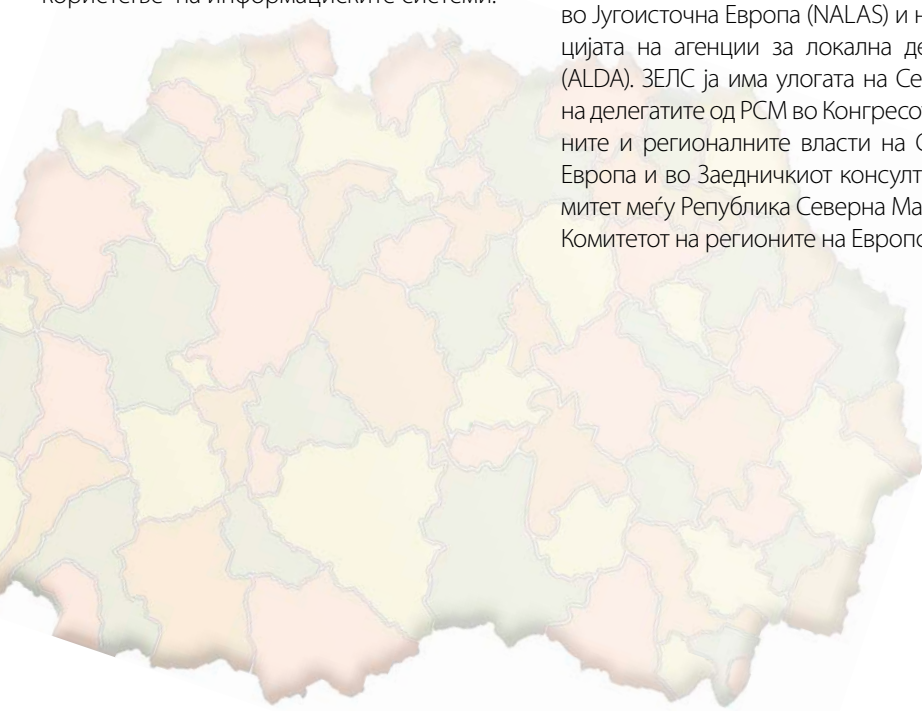 користење на информациските системи.
во Југоисточна Европа (NALAS) и н
цијата на агенции за локална де
(ALDA). ЗЕЛС ја има улогата на Се
на делегатите од РСМ во Конгресо
ните и регионалните власти на
Европа и во Заедничкиот консулт
митет меѓу Република Северна Ма
Комитетот на регионите на Европс